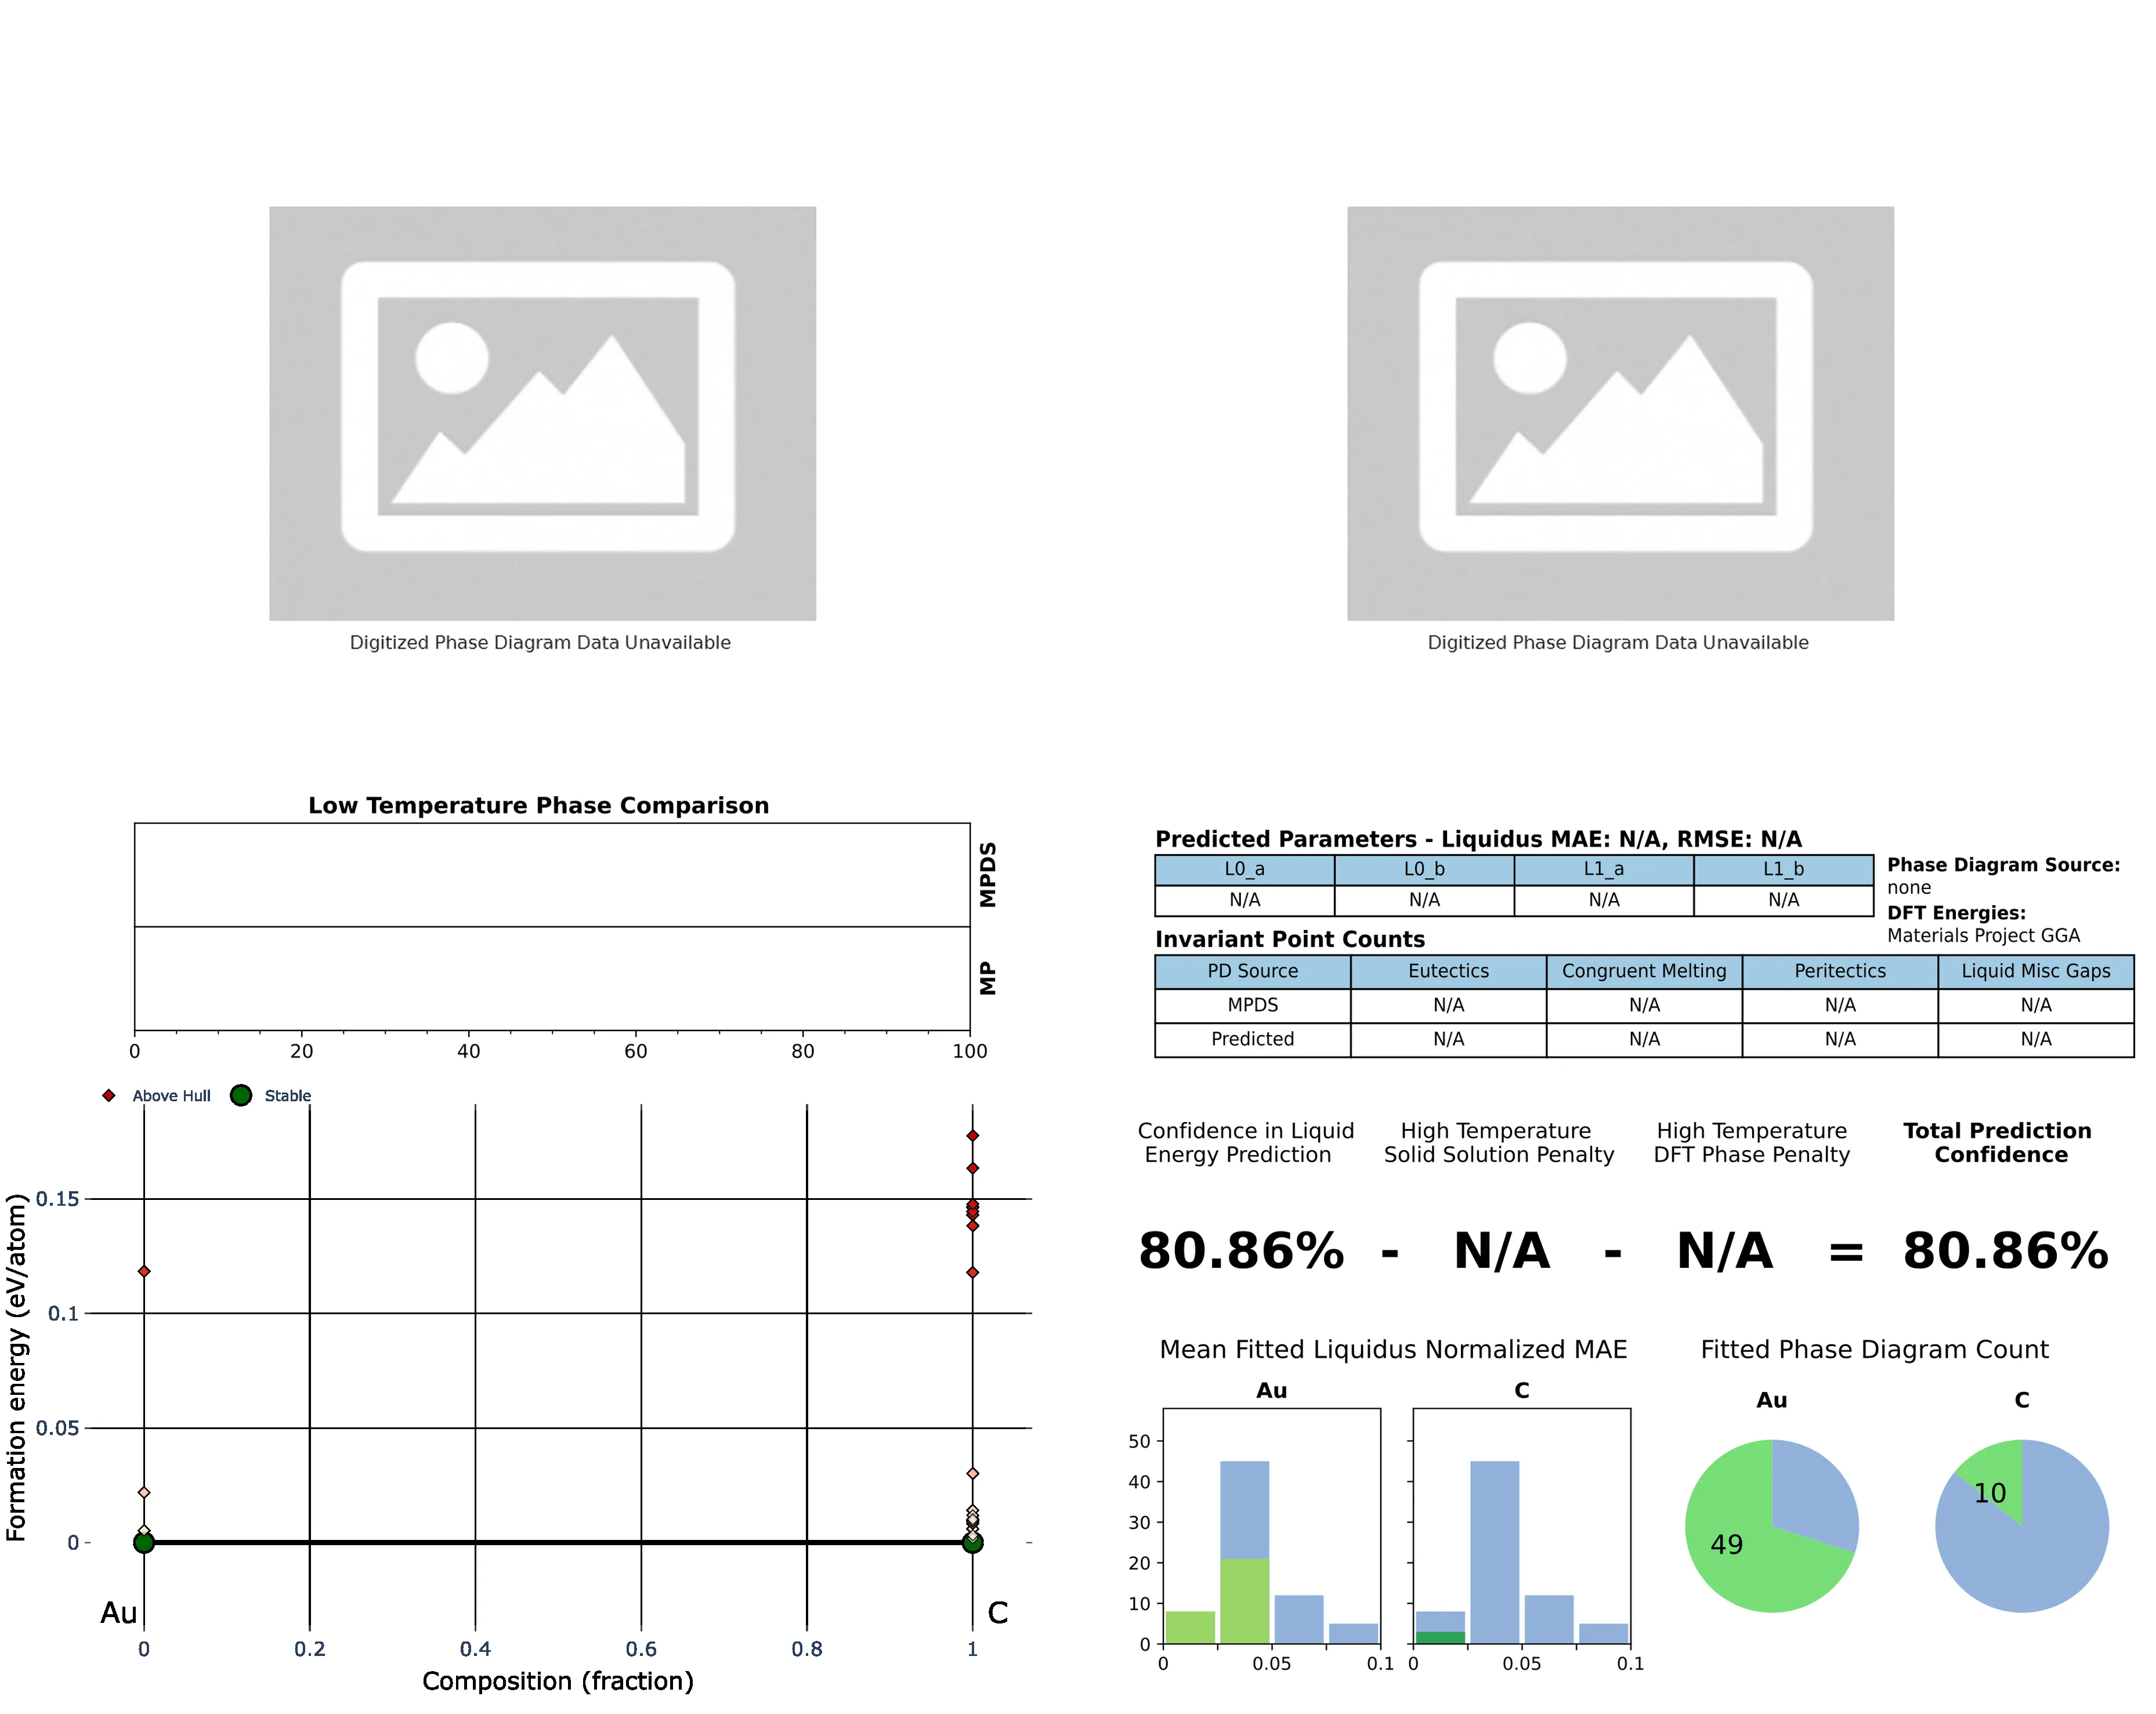 Digitized Phase Diagram Data Unavailable
Digitized Phase Diagram Data Unavailable
Low Temperature Phase Comparison
MPDS
MP
0 20 40 60 80 100
Predicted Parameters - Liquidus MAE: N/A, RMSE: N/A
L0_a L0_b L1_a L1_b
N/A N/A N/A N/A
Phase Diagram Source:
none
DFT Energies:
Materials Project GGA
Invariant Point Counts
PD Source Eutectics Congruent Melting Peritectics Liquid Misc Gaps
MPDS N/A N/A N/A N/A
Predicted N/A N/A N/A N/A
Above Hull Stable
Formation energy (eV/atom)
0.15
0.1
0.05
0
Au C
0 0.2 0.4 0.6 0.8 1
Composition (fraction)
Confidence in Liquid
Energy Prediction
High Temperature
Solid Solution Penalty
High Temperature
DFT Phase Penalty
Total Prediction
Confidence
80.86% - N/A - N/A = 80.86%
Mean Fitted Liquidus Normalized MAE
Au C
50
40
30
20
10
0
0 0.05 0.1 0 0.05 0.1
Fitted Phase Diagram Count
Au C
49 10